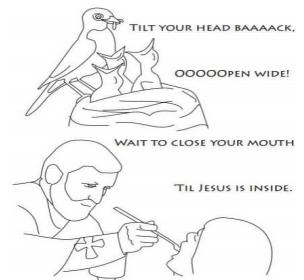 Tilt your head baaaack,
OOOOOpen wide!
Wait to close your mouth
'Til Jesus is inside.